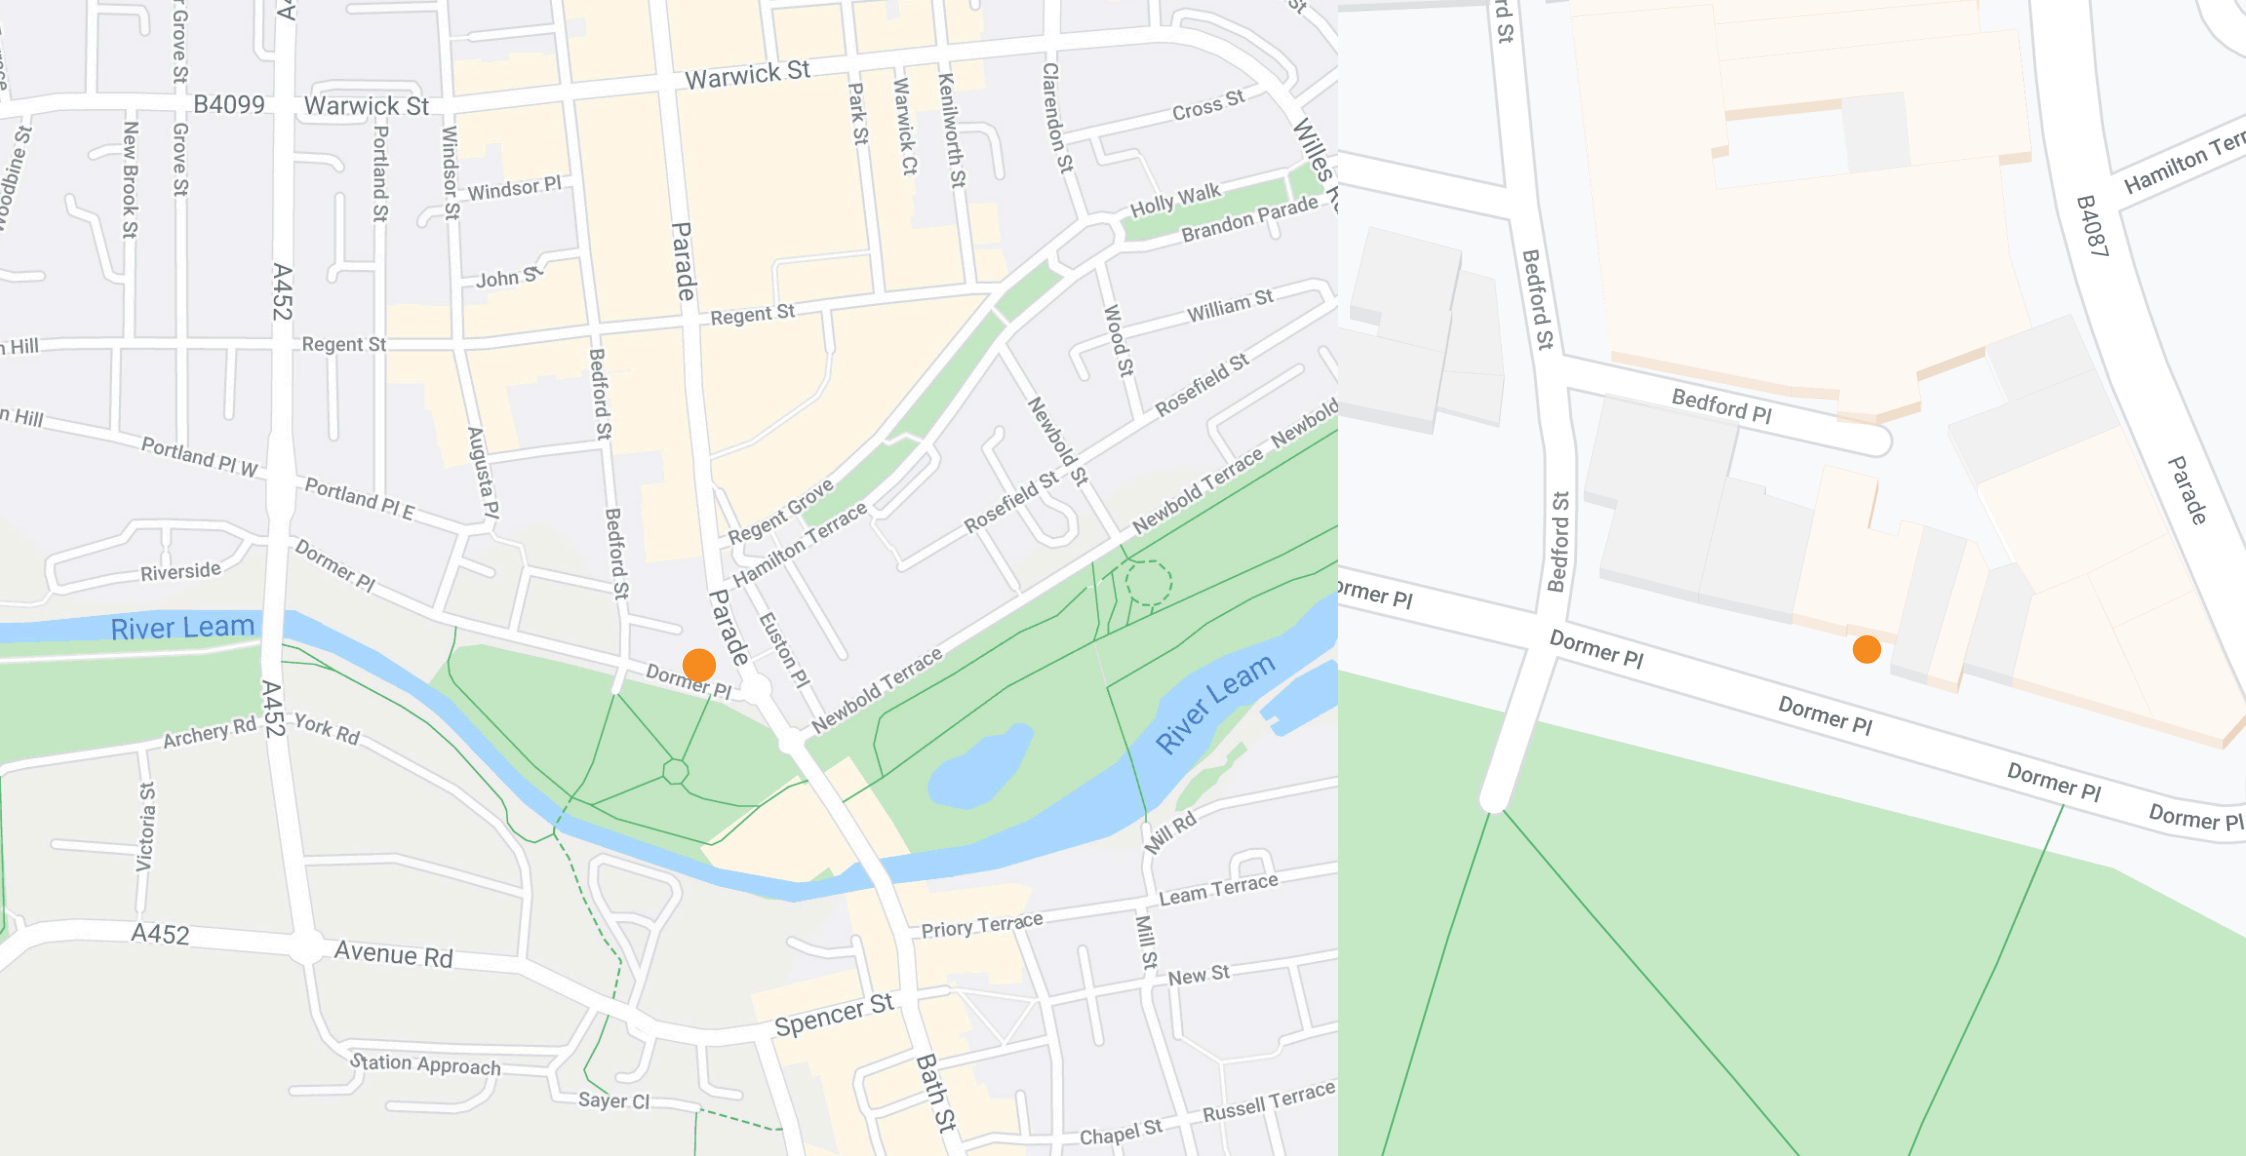 Grove St
St
Warwick St
Warwick St
B4099
Park St
Warwick Ct
Kenilworth St
Clarendon St
Cross St
Willes
New Brook St
Grove St
Portland St
Windsor St
Windsor Pl
Woodbine St
Holly Walk
Brandon Parade
Parade
A452
John St
William St
Wood St
Regent St
Regent St
Hill
Hill
Bedford St
Rosefield St
Newbold St
Newbold
Augusta Pl
Portland Pl W
Portland Pl E
Newbold Terrace
Rosefield St
Regent Grove
Hamilton Terrace
Bedford St
Dormer Pl
Riverside
River Leam
Parade
Euston Pl
Dormer Pl
Newbold Terrace
River Leam
A452
Archery Rd
York Rd
Victoria St
Mill Rd
Leam Terrace
Priory Terrace
Mill St
A452
Avenue Rd
New St
Spencer St
Station Approach
Bath St
Sayer Cl
Russell Terrace
Chapel St
rd St
Hamilton Terr
B4087
Bedford St
Bedford Pl
Parade
Bedford St
ormer Pl
Dormer Pl
Dormer Pl
Dormer Pl
Dormer Pl